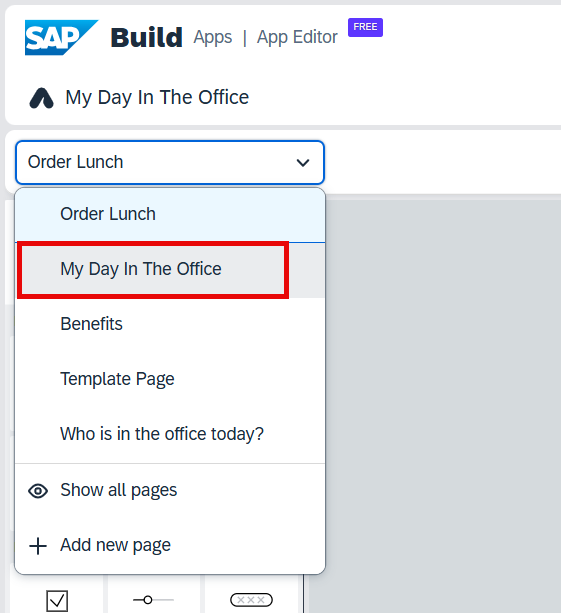 SAP Build Apps | App Editor FREE
My Day In The Office
Order Lunch
Order Lunch
My Day In The Office
Benefits
Template Page
Who is in the office today?
Show all pages
Add new page